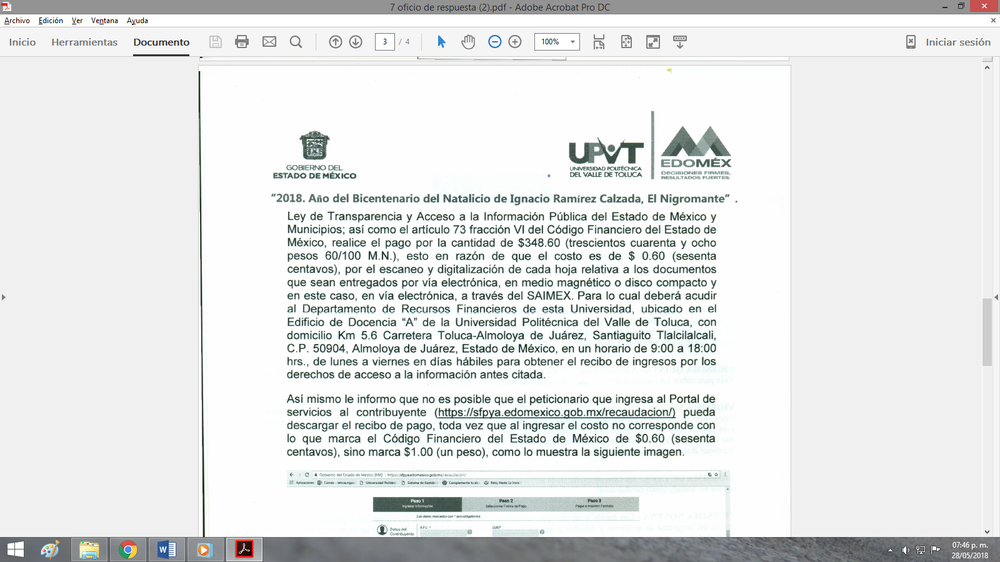 7 oficio de respuesta (2).pdf - Adobe Acrobat Pro DC
Archivo Edición Ver Ventana Ayuda
Inicio Herramientas Documento 3 / 4 100% Iniciar sesión
GOBIERNO DEL
ESTADO DE MÉXICO
UPVT
UNIVERSIDAD POLITÉCNICA
DEL VALLE DE TOLUCA
EDOMÉX
DECISIONES FIRMES,
RESULTADOS FUERTES.
“2018. Año del Bicentenario del Natalicio de Ignacio Ramírez Calzada, El Nigromante” .
Ley de Transparencia y Acceso a la Información Pública del Estado de México y
Municipios; así como el artículo 73 fracción VI del Código Financiero del Estado de
México, realice el pago por la cantidad de $348.60 (trescientos cuarenta y ocho
pesos 60/100 M.N.), esto en razón de que el costo es de $ 0.60 (sesenta
centavos), por el escaneo y digitalización de cada hoja relativa a los documentos
que sean entregados por vía electrónica, en medio magnético o disco compacto y
en este caso, en vía electrónica, a través del SAIMEX. Para lo cual deberá acudir
al Departamento de Recursos Financieros de esta Universidad, ubicado en el
Edificio de Docencia “A” de la Universidad Politécnica del Valle de Toluca, con
domicilio Km 5.6 Carretera Toluca-Almoloya de Juárez, Santiaguito Tlalcilalcali,
C.P. 50904, Almoloya de Juárez, Estado de México, en un horario de 9:00 a 18:00
hrs., de lunes a viernes en días hábiles para obtener el recibo de ingresos por los
derechos de acceso a la información antes citada.
Así mismo le informo que no es posible que el peticionario que ingresa al Portal de
servicios al contribuyente (https://sfpya.edomexico.gob.mx/recaudacion/) pueda
descargar el recibo de pago, toda vez que al ingresar el costo no corresponde con
lo que marca el Código Financiero del Estado de México de $0.60 (sesenta
centavos), sino marca $1.00 (un peso), como lo muestra la siguiente imagen.
Gobierno del Estado de Mexico [MX] https://sfpya.edomexico.gob.mx/recaudacion/
Aplicaciones Correo Universidad Politécn Sistema de Gestión Complementa tu Reloj Hasta La Hora
Paso 1 Paso 2 Paso 3
Ingresar Información Seleccionar Forma de Pago Pagar e Imprimir Formato
Los datos marcados con * son obligatorios
Datos del
Contribuyente
R.F.C. * CURP
07:46 p. m.
28/05/2018